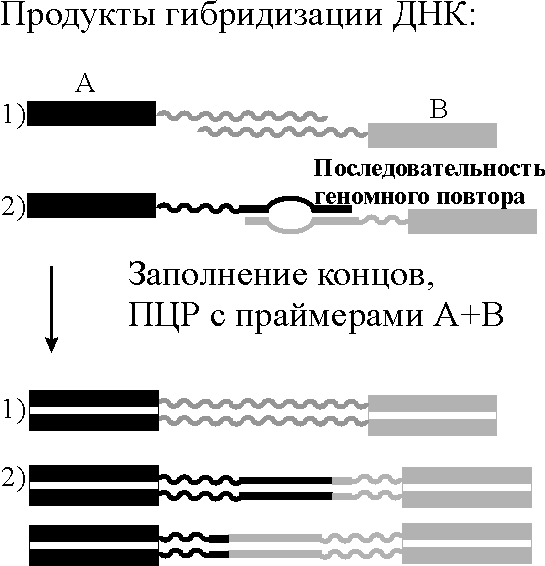 Продукты гибридизации ДНК:
A
B
1)
Последовательность
геномного повтора
2)
Заполнение концов,
ПЦР с праймерами A+B
1)
2)